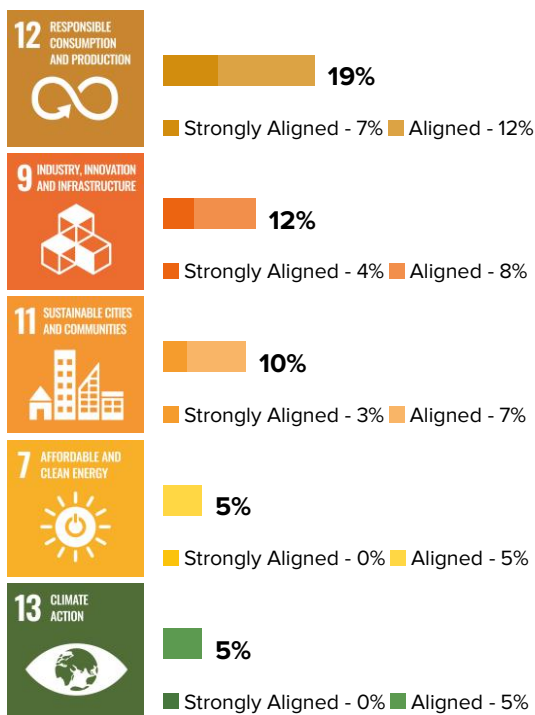 12 RESPONSIBLE
CONSUMPTION
AND PRODUCTION
19%
Strongly Aligned - 7% Aligned - 12%
9 INDUSTRY, INNOVATION
AND INFRASTRUCTURE
12%
Strongly Aligned - 4% Aligned - 8%
11 SUSTAINABLE CITIES
AND COMMUNITIES
10%
Strongly Aligned - 3% Aligned - 7%
7 AFFORDABLE AND
CLEAN ENERGY
5%
Strongly Aligned - 0% Aligned - 5%
13 CLIMATE
ACTION
5%
Strongly Aligned - 0% Aligned - 5%